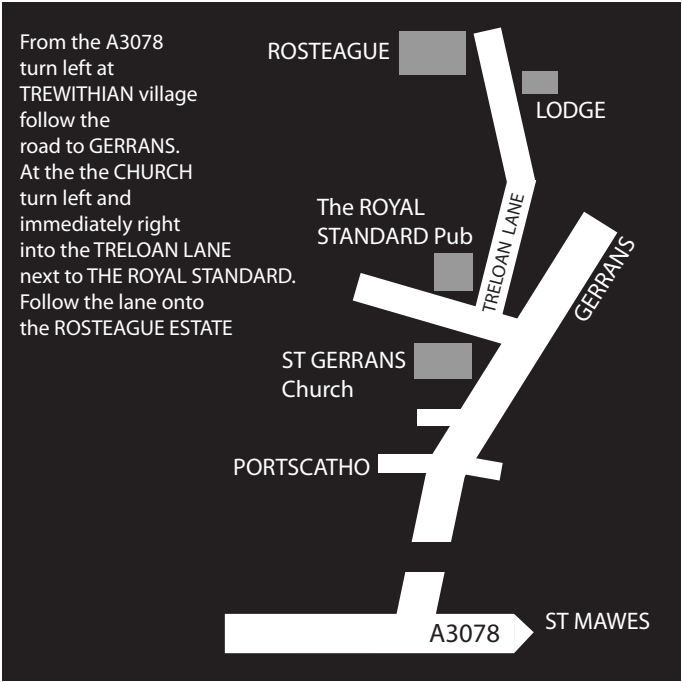 From the A3078
turn left at
TREWITHIAN village
follow the
road to GERRANS.
At the the CHURCH
turn left and
immediately right
into the TRELOAN LANE
next to THE ROYAL STANDARD.
Follow the lane onto
the ROSTEAGUE ESTATE
ROSTEAGUE
LODGE
The ROYAL
STANDARD Pub
TRELOAN LANE
GERRANS
ST GERRANS
Church
PORTSCATHO
A3078
ST MAWES